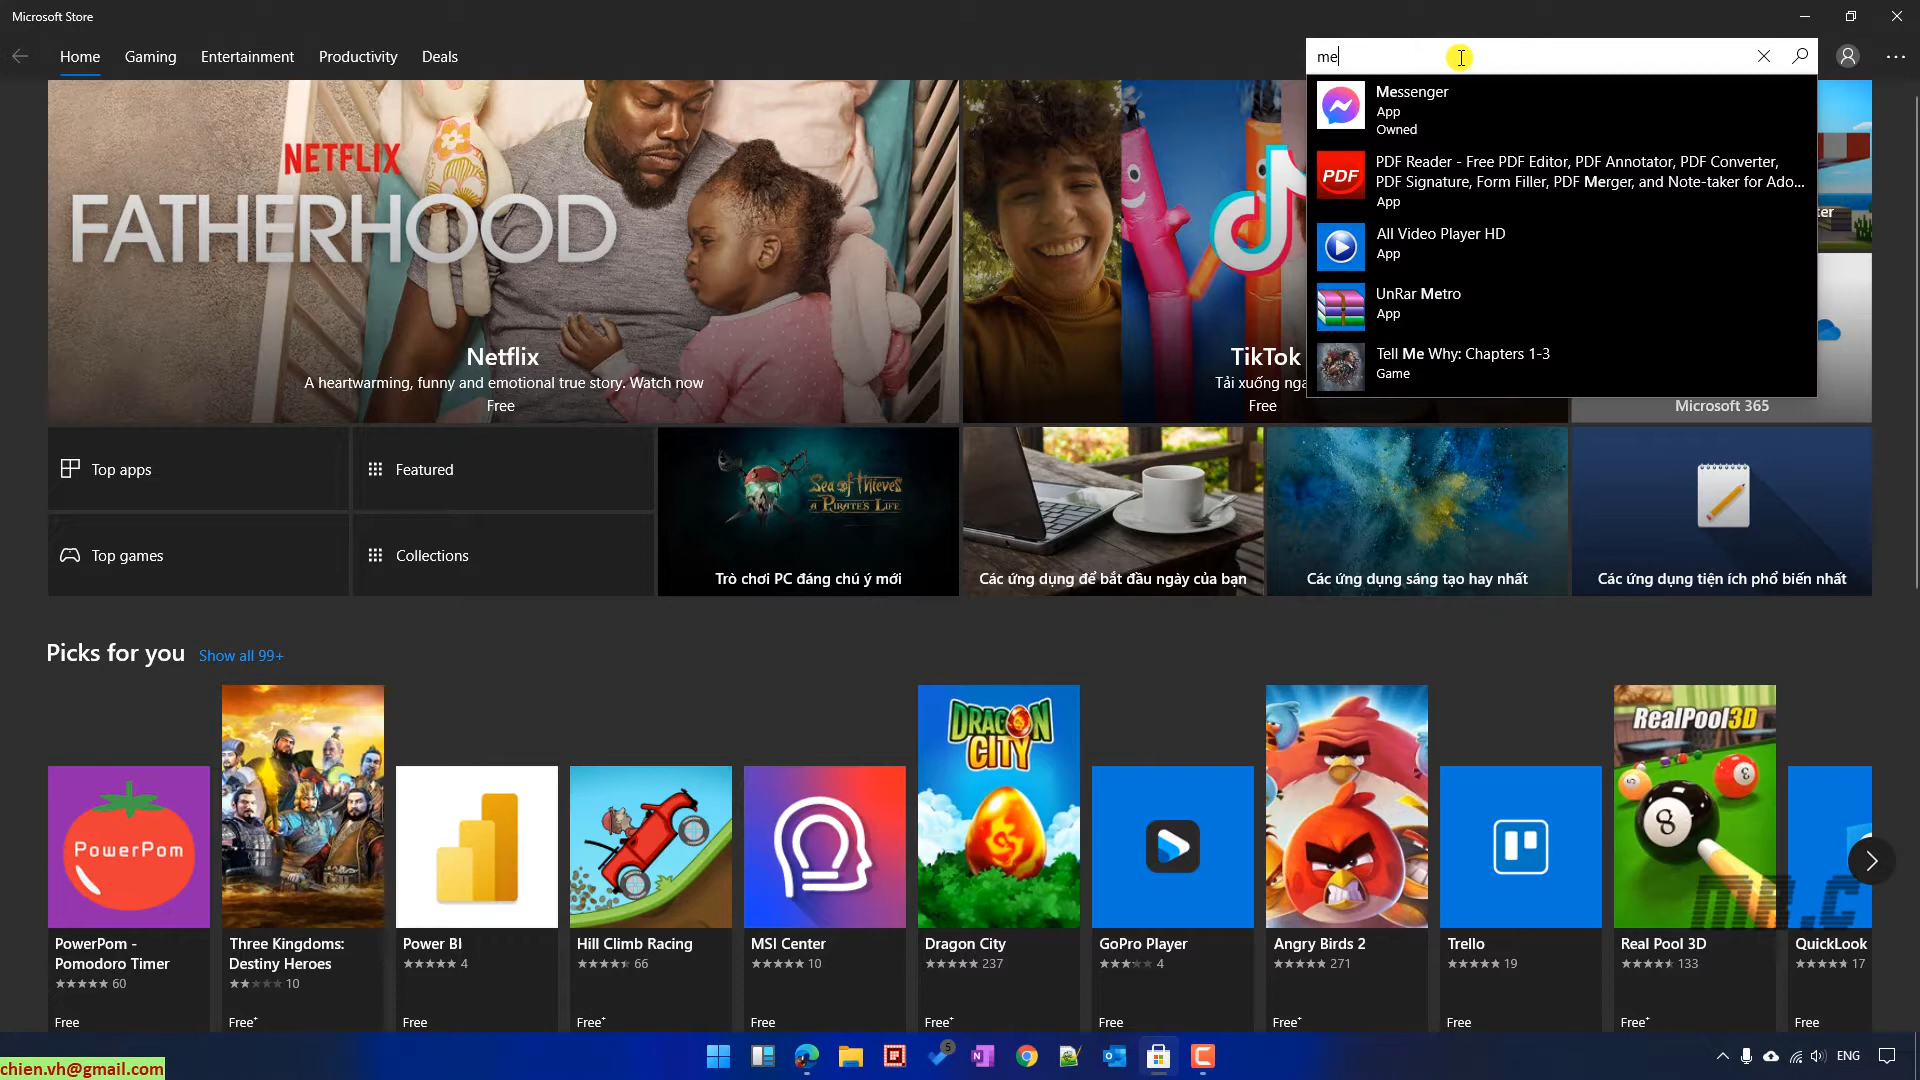 Microsoft Store
Home
Gaming
Entertainment
Productivity
Deals
me
Messenger
App
Owned
PDF
PDF Reader - Free PDF Editor, PDF Annotator, PDF Converter,
PDF Signature, Form Filler, PDF Merger, and Note-taker for Ado...
App
All Video Player HD
App
UnRar Metro
App
Tell Me Why: Chapters 1-3
Game
NETFLIX
FATHERHOOD
Netflix
A heartwarming, funny and emotional true story. Watch now
Free
TikTok
Tải xuống nga
Free
ter
Microsoft 365
Top apps
Featured
Top games
Collections
Sea of Thieves
A PIRATE'S LIFE
Trò chơi PC đáng chú ý mới
Các ứng dụng để bắt đầu ngày của bạn
Các ứng dụng sáng tạo hay nhất
Các ứng dụng tiện ích phổ biến nhất
Picks for you
Show all 99+
PowerPom
DRAGON
CITY
RealPool3D
8
PowerPom -
Pomodoro Timer
60
Free
Three Kingdoms:
Destiny Heroes
10
Free+
Power BI
4
Free
Hill Climb Racing
66
Free+
MSI Center
10
Free
Dragon City
237
Free+
GoPro Player
4
Free
Angry Birds 2
271
Free+
Trello
19
Free
Real Pool 3D
133
Free+
QuickLook
17
Free
MR.C
chien.vh@gmail.com
5
ENG